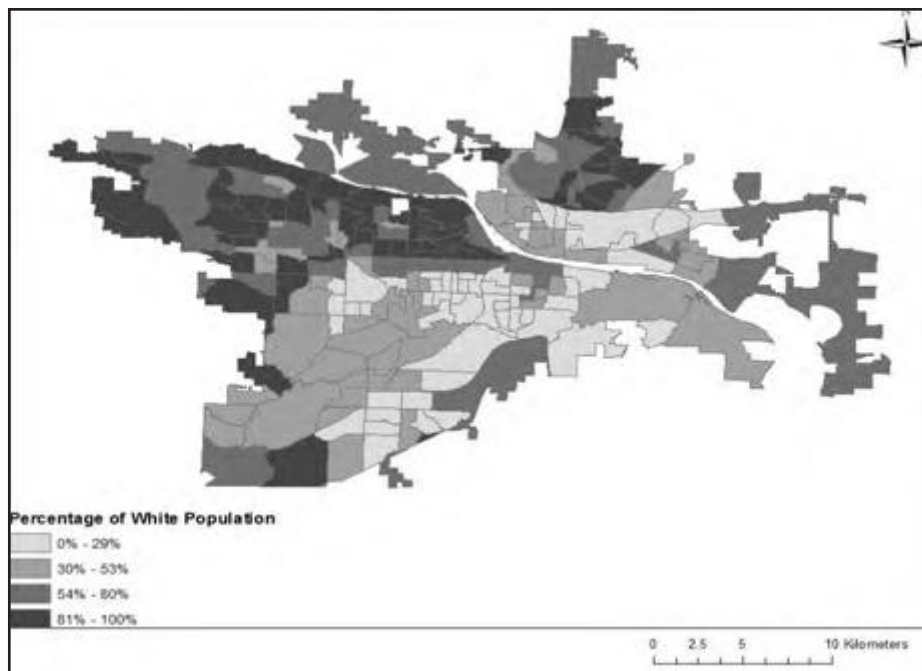 Percentage of White Population
0% - 29%
30% - 53%
54% - 80%
81% - 100%
0 2.5 5 10 Kilometers